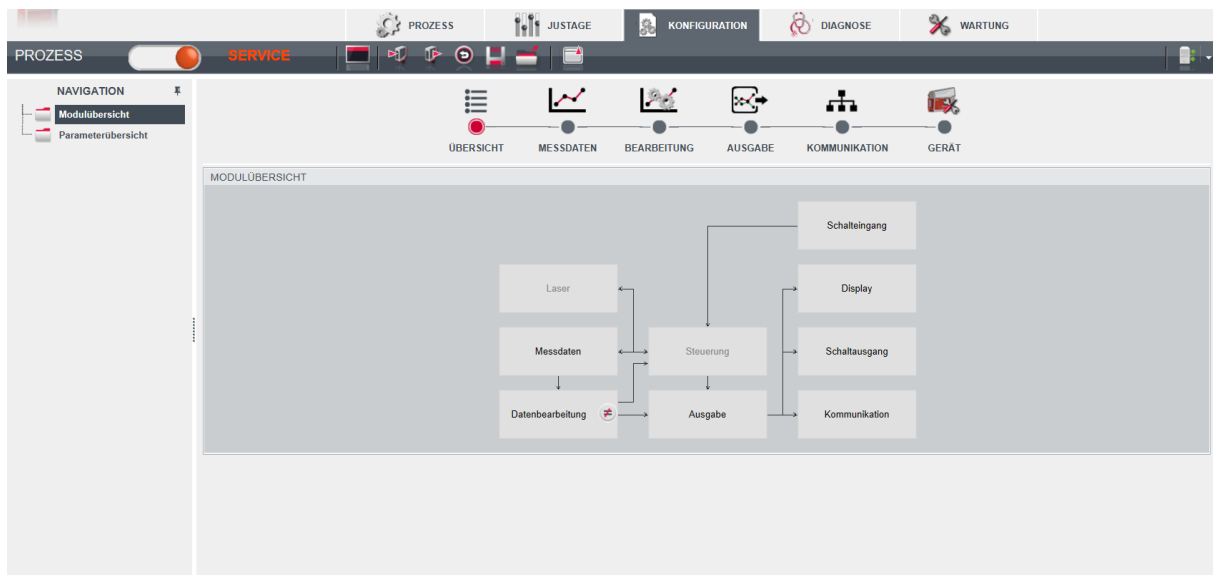 PROZESS JUSTAGE KONFIGURATION DIAGNOSE WARTUNG
PROZESS SERVICE
NAVIGATION
Modulübersicht
Parameterübersicht
ÜBERSICHT MESSDATEN BEARBEITUNG AUSGABE KOMMUNIKATION GERÄT
MODULÜBERSICHT
Schalteingang
Laser Display
Messdaten Steuerung Schaltausgang
Datenbearbeitung Ausgabe Kommunikation